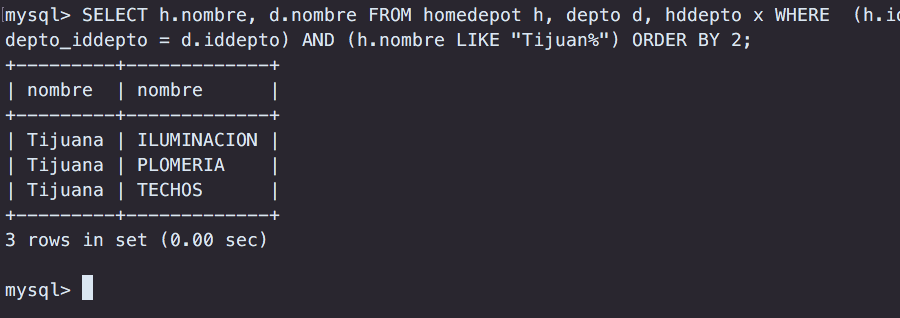 mysql> SELECT h.nombre, d.nombre FROM homedepot h, depto d, hddepto x WHERE  (h.i
depto_iddepto = d.iddepto) AND (h.nombre LIKE "Tijuan%") ORDER BY 2;
+---------+-------------+
| nombre  | nombre      |
+---------+-------------+
| Tijuana | ILUMINACION |
| Tijuana | PLOMERIA    |
| Tijuana | TECHOS      |
+---------+-------------+
3 rows in set (0.00 sec)
mysql>